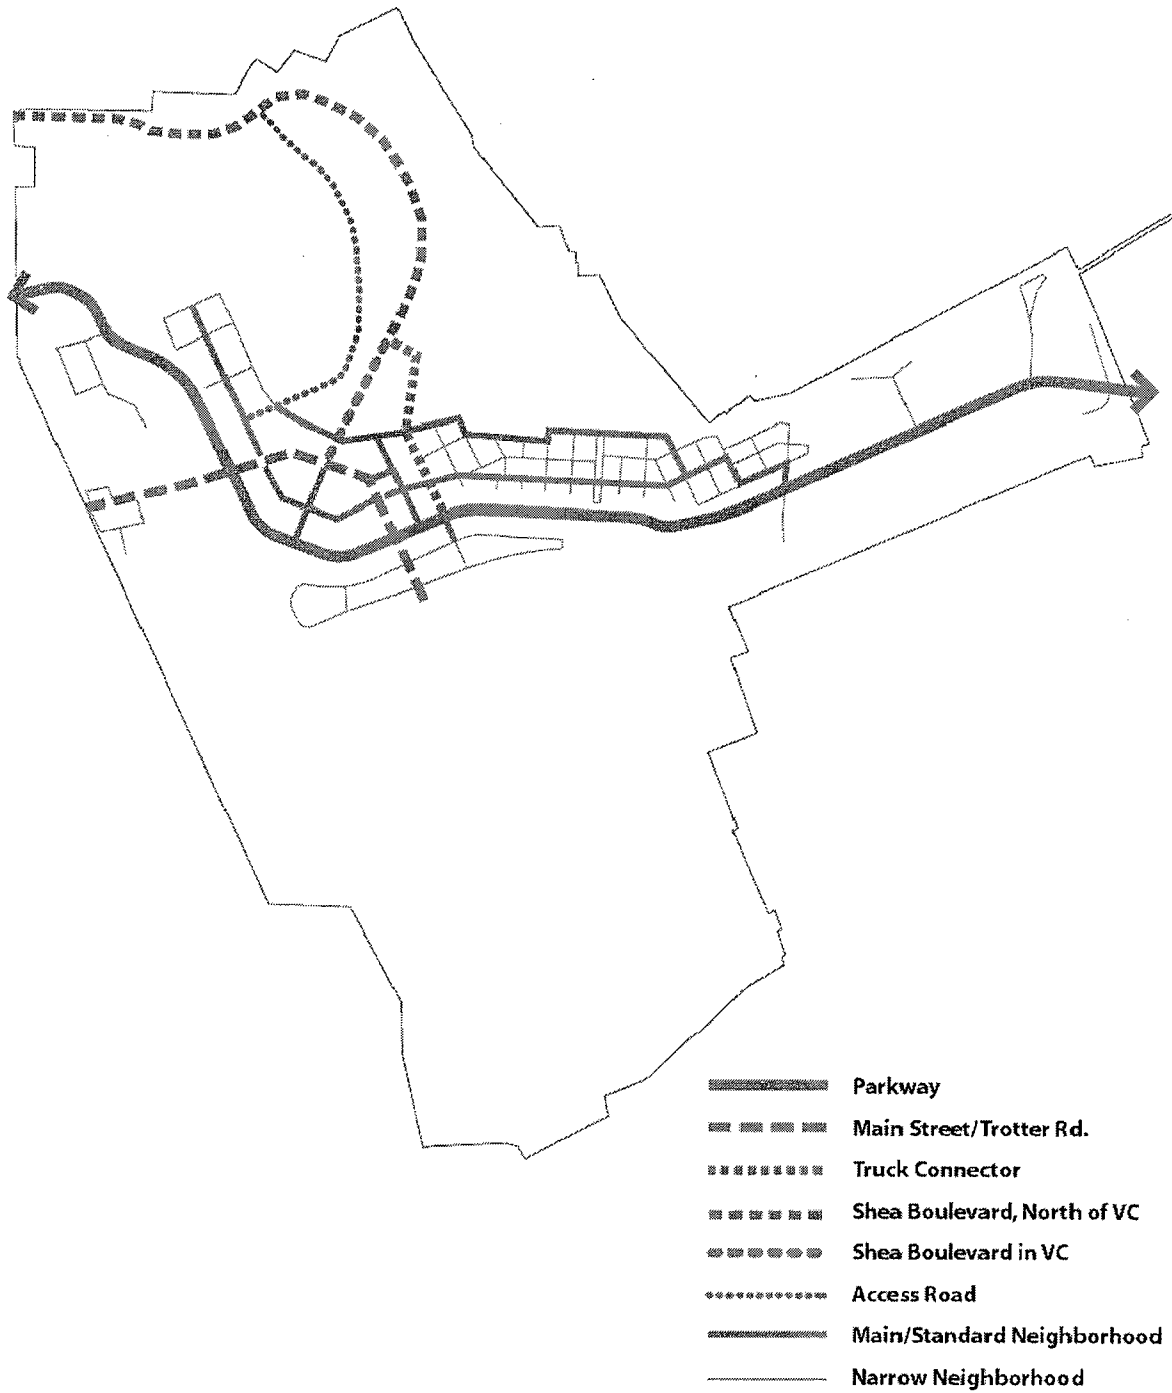 Parkway
Main Street/Trotter Rd.
Truck Connector
Shea Boulevard, North of VC
Shea Boulevard in VC
Access Road
Main/Standard Neighborhood
Narrow Neighborhood